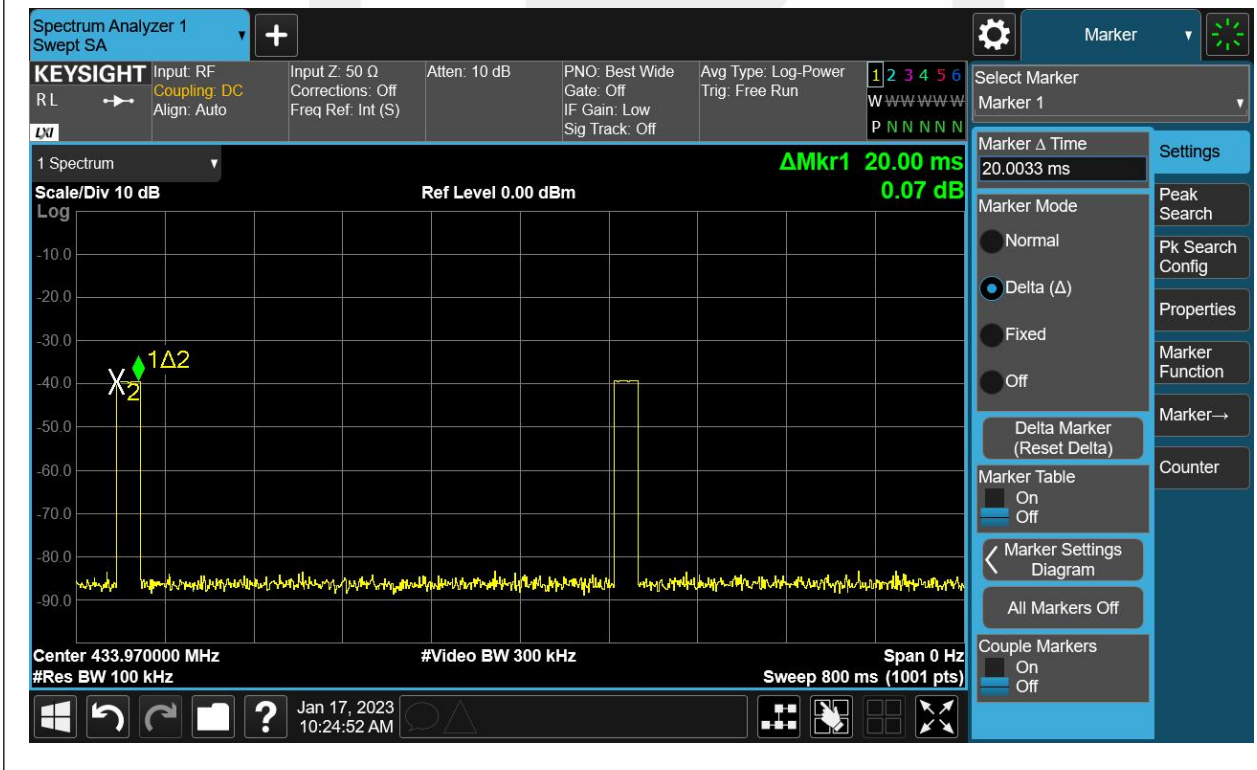 Spectrum Analyzer 1
Swept SA
Marker
KEYSIGHT
R L
LXI
Input: RF
Coupling: DC
Align: Auto
Input Z: 50 Ω
Corrections: Off
Freq Ref: Int (S)
Atten: 10 dB
PNO: Best Wide
Gate: Off
IF Gain: Low
Sig Track: Off
Avg Type: Log-Power
Trig: Free Run
1 2 3 4 5 6
W W W W W W
P N N N N N
Select Marker
Marker 1
1 Spectrum
ΔMkr1 20.00 ms
0.07 dB
Scale/Div 10 dB
Ref Level 0.00 dBm
Log
-10.0
-20.0
-30.0
-40.0
-50.0
-60.0
-70.0
-80.0
-90.0
1Δ2
X2
Center 433.970000 MHz
#Video BW 300 kHz
Span 0 Hz
#Res BW 100 kHz
Sweep 800 ms (1001 pts)
Marker Δ Time
20.0033 ms
Marker Mode
Normal
Delta (Δ)
Fixed
Off
Delta Marker
(Reset Delta)
Marker Table
On
Off
Marker Settings
Diagram
All Markers Off
Couple Markers
On
Off
Settings
Peak
Search
Pk Search
Config
Properties
Marker
Function
Marker→
Counter
?
Jan 17, 2023
10:24:52 AM